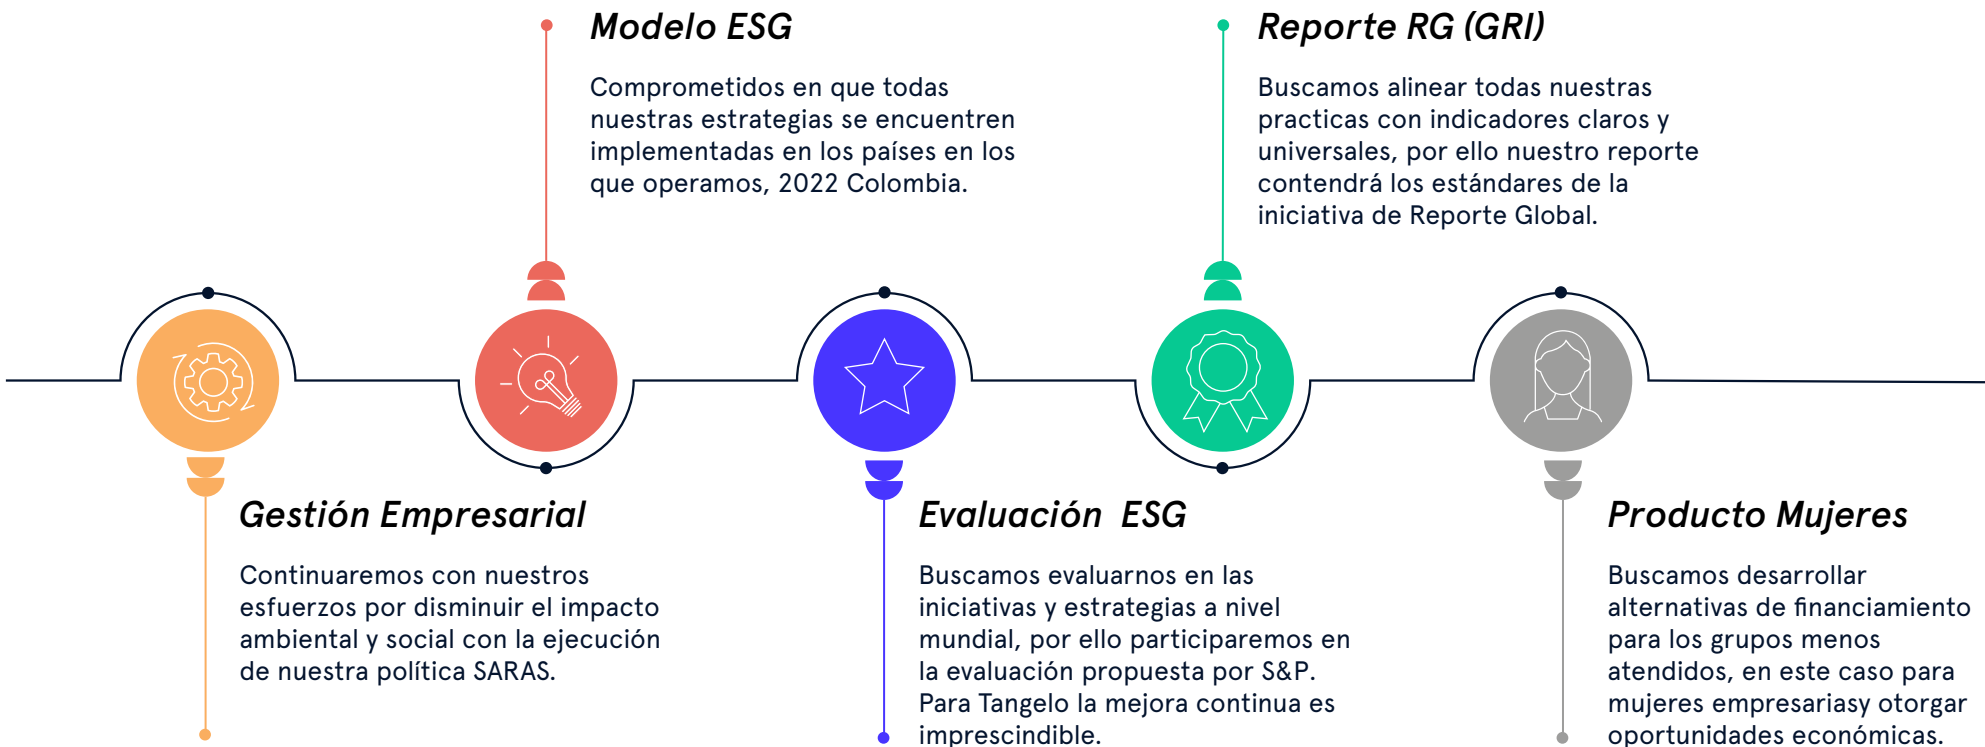 Modelo ESG
Comprometidos en que todas
nuestras estrategias se encuentren
implementadas en los países en los
que operamos, 2022 Colombia.
Reporte RG (GRI)
Buscamos alinear todas nuestras
practicas con indicadores claros y
universales, por ello nuestro reporte
contendrá los estándares de la
iniciativa de Reporte Global.
Gestión Empresarial
Continuaremos con nuestros
esfuerzos por disminuir el impacto
ambiental y social con la ejecución
de nuestra política SARAS.
Evaluación ESG
Buscamos evaluarnos en las
iniciativas y estrategias a nivel
mundial, por ello participaremos en
la evaluación propuesta por S&P.
Para Tangelo la mejora continua es
imprescindible.
Producto Mujeres
Buscamos desarrollar
alternativas de financiamiento
para los grupos menos
atendidos, en este caso para
mujeres empresariasy otorgar
oportunidades económicas.